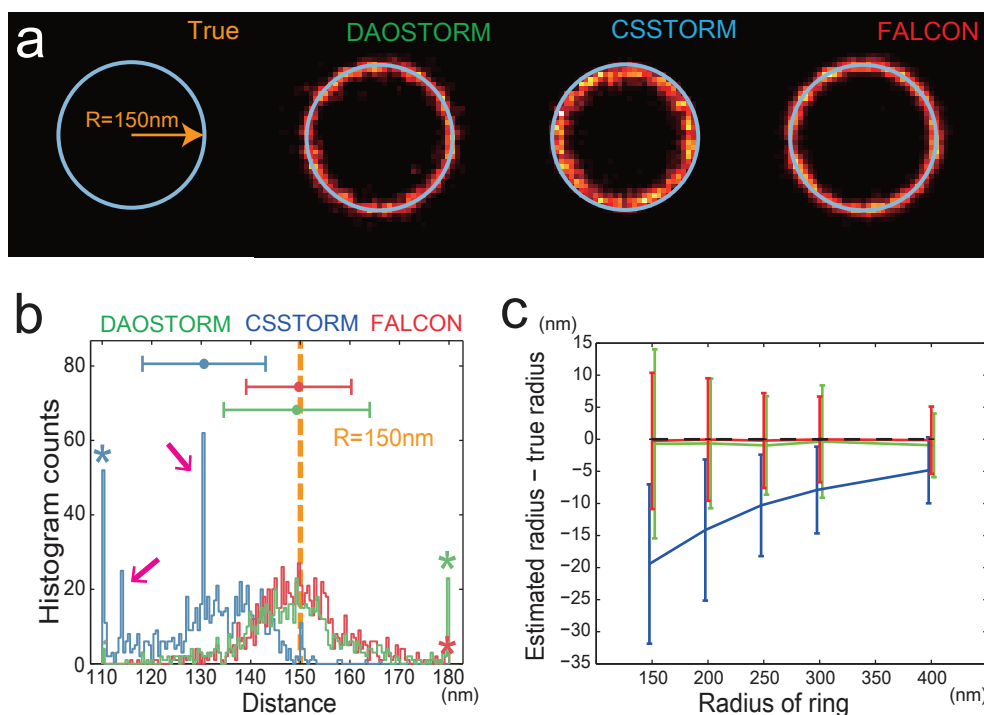 a
True DAOSTORM CSSTORM FALCON
R=150nm
b
DAOSTORM CSSTORM FALCON
80
60
40
20
0
Histogram counts
R=150nm
*
*
*
110 120 130 140 150 160 170 180
(nm)
Distance
c
(nm)
15
10
5
0
−5
−10
−15
−20
−25
−30
−35
Estimated radius − true radius
150 200 250 300 350 400
(nm)
Radius of ring